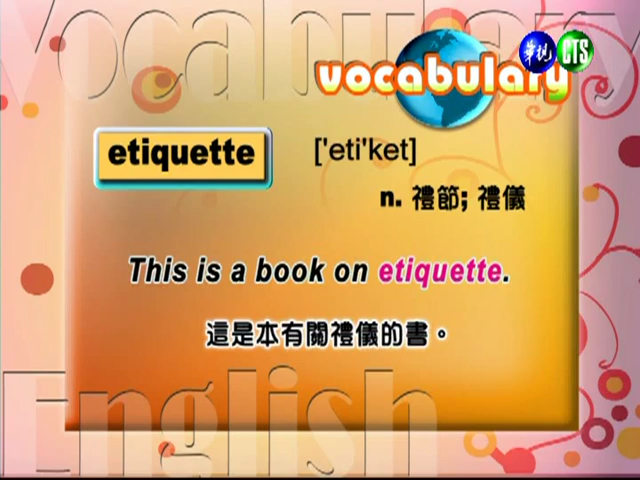 Vocabulary
華視 CTS
vocabulary
etiquette
['eti'ket]
n. 禮節; 禮儀
This is a book on etiquette.
這是本有關禮儀的書。
English